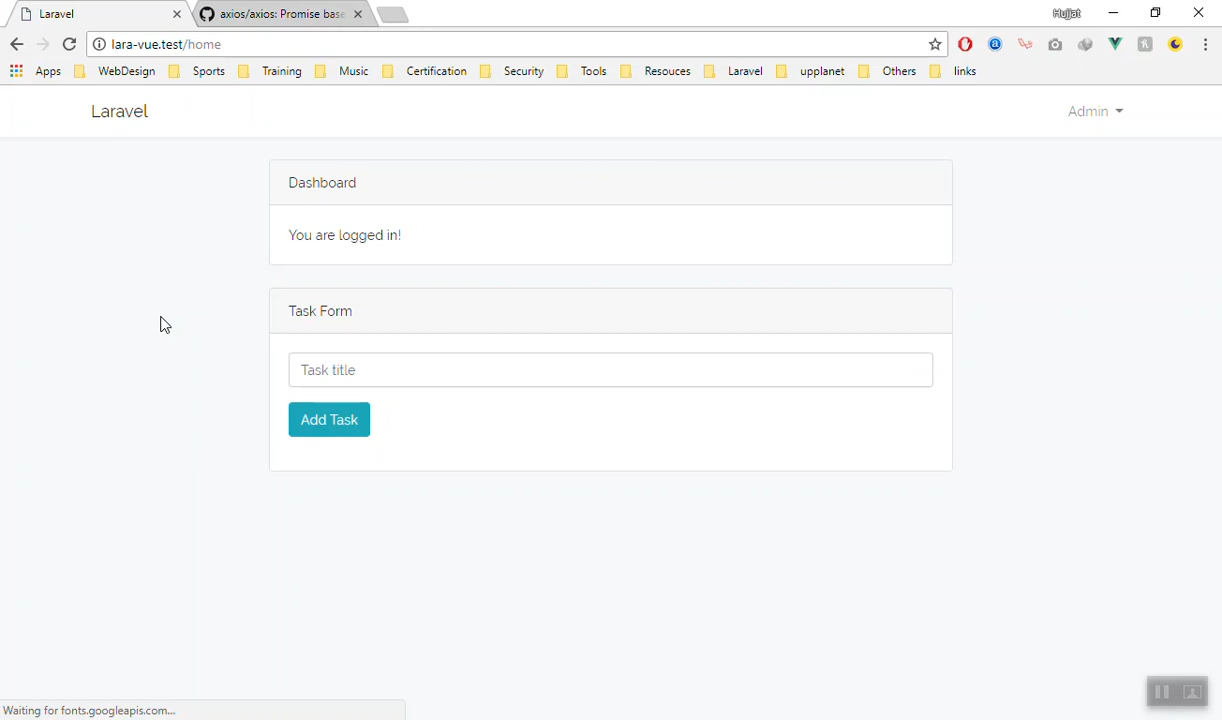 Laravel
axios/axios: Promise base
Hujjat
lara-vue.test/home
Apps WebDesign Sports Training Music Certification Security Tools Resouces Laravel upplanet Others links
Laravel
Admin
Dashboard
You are logged in!
Task Form
Task title
Add Task
Waiting for fonts.googleapis.com...